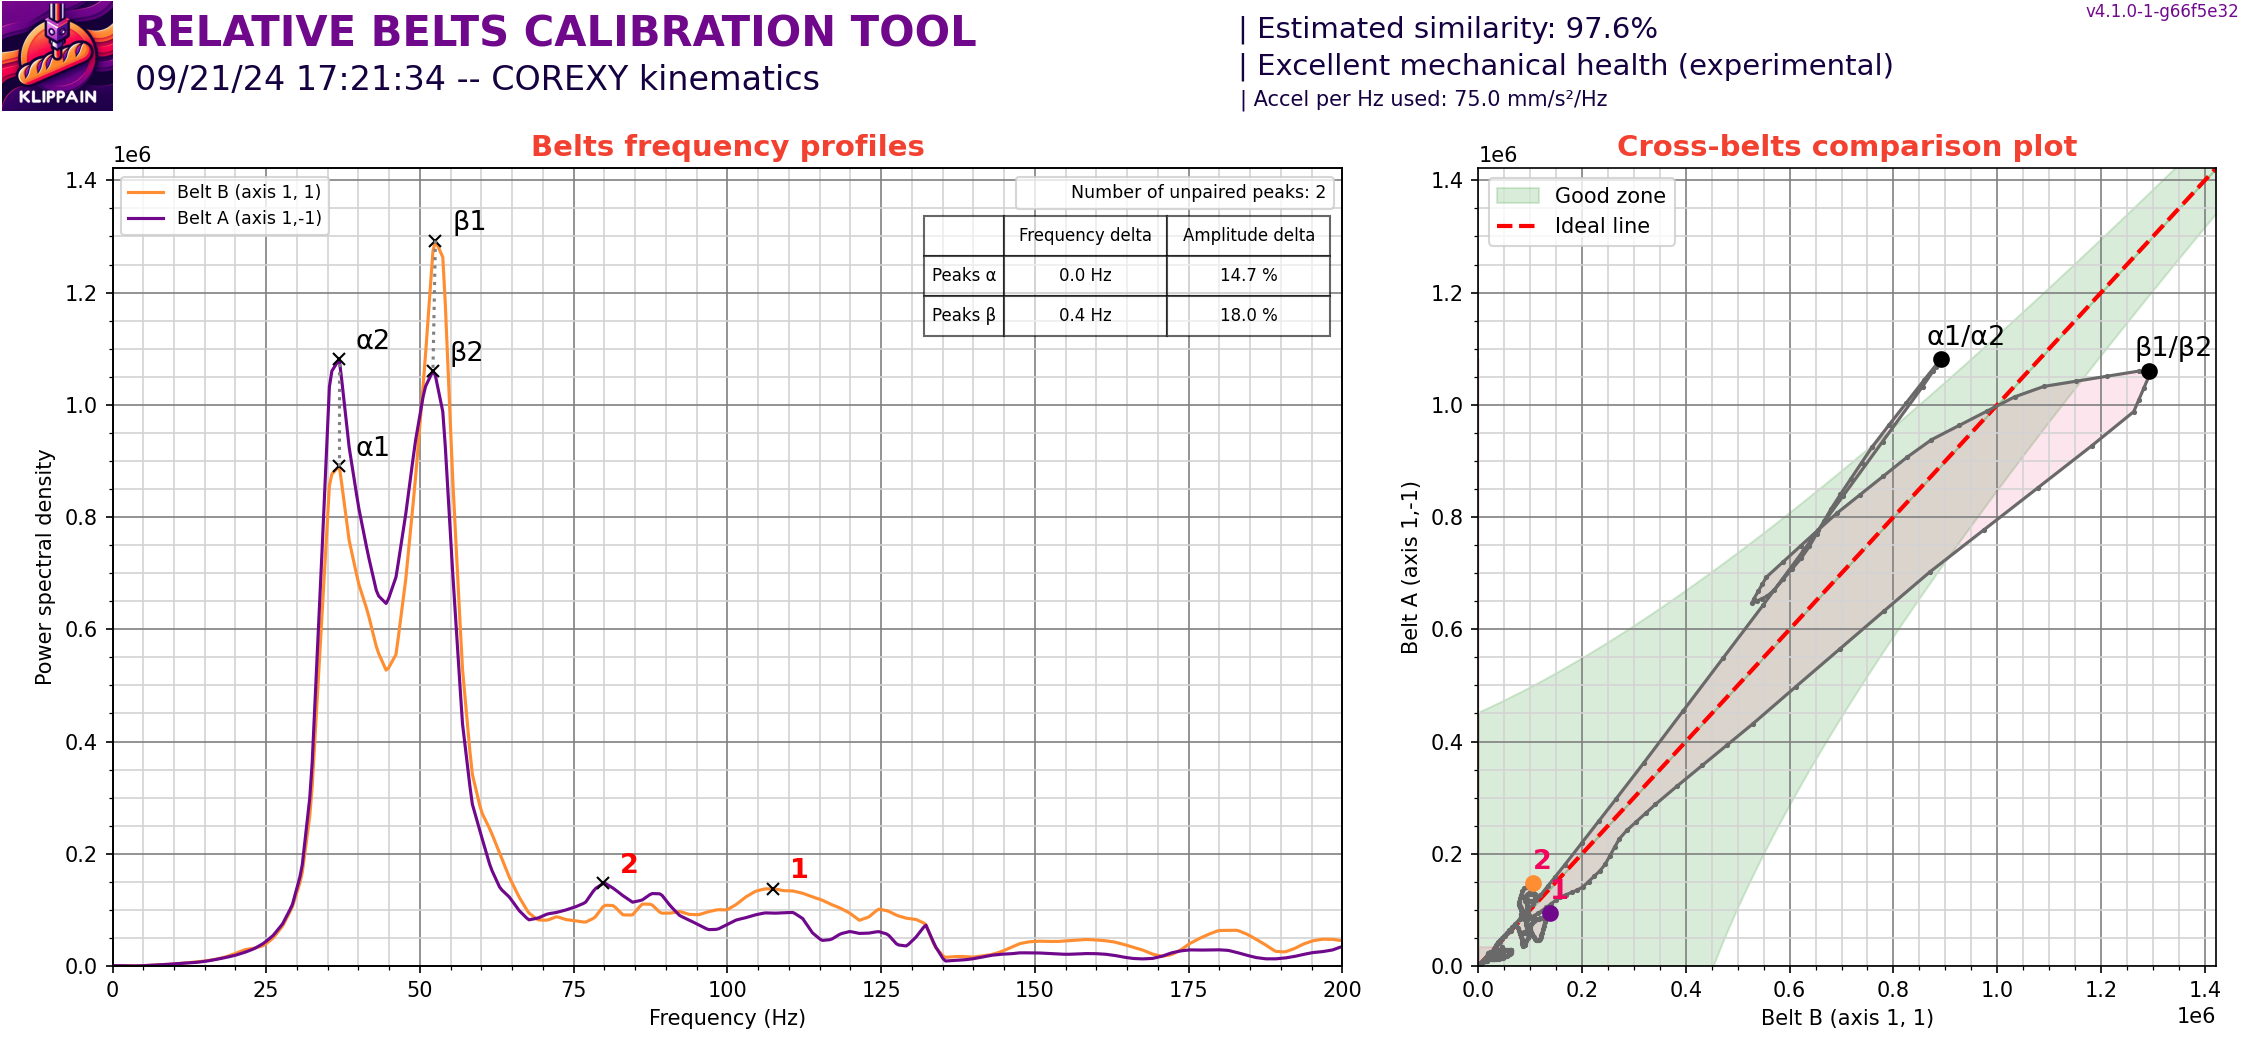 KLIPPAIN
RELATIVE BELTS CALIBRATION TOOL
09/21/24 17:21:34 -- COREXY kinematics
| Estimated similarity: 97.6%
| Excellent mechanical health (experimental)
| Accel per Hz used: 75.0 mm/s²/Hz
v4.1.0-1-g66f5e32
Belts frequency profiles
1e6
Belt B (axis 1, 1)
Belt A (axis 1,-1)
Number of unpaired peaks: 2
Frequency delta Amplitude delta
Peaks α 0.0 Hz 14.7 %
Peaks β 0.4 Hz 18.0 %
β1
α2
β2
α1
2
1
1.4
1.2
1.0
0.8
0.6
0.4
0.2
0.0
Power spectral density
0 25 50 75 100 125 150 175 200
Frequency (Hz)
Cross-belts comparison plot
1e6
Good zone
Ideal line
α1/α2
β1/β2
2
1
1.4
1.2
1.0
0.8
0.6
0.4
0.2
0.0
Belt A (axis 1,-1)
0.0 0.2 0.4 0.6 0.8 1.0 1.2 1.4
Belt B (axis 1, 1)
1e6